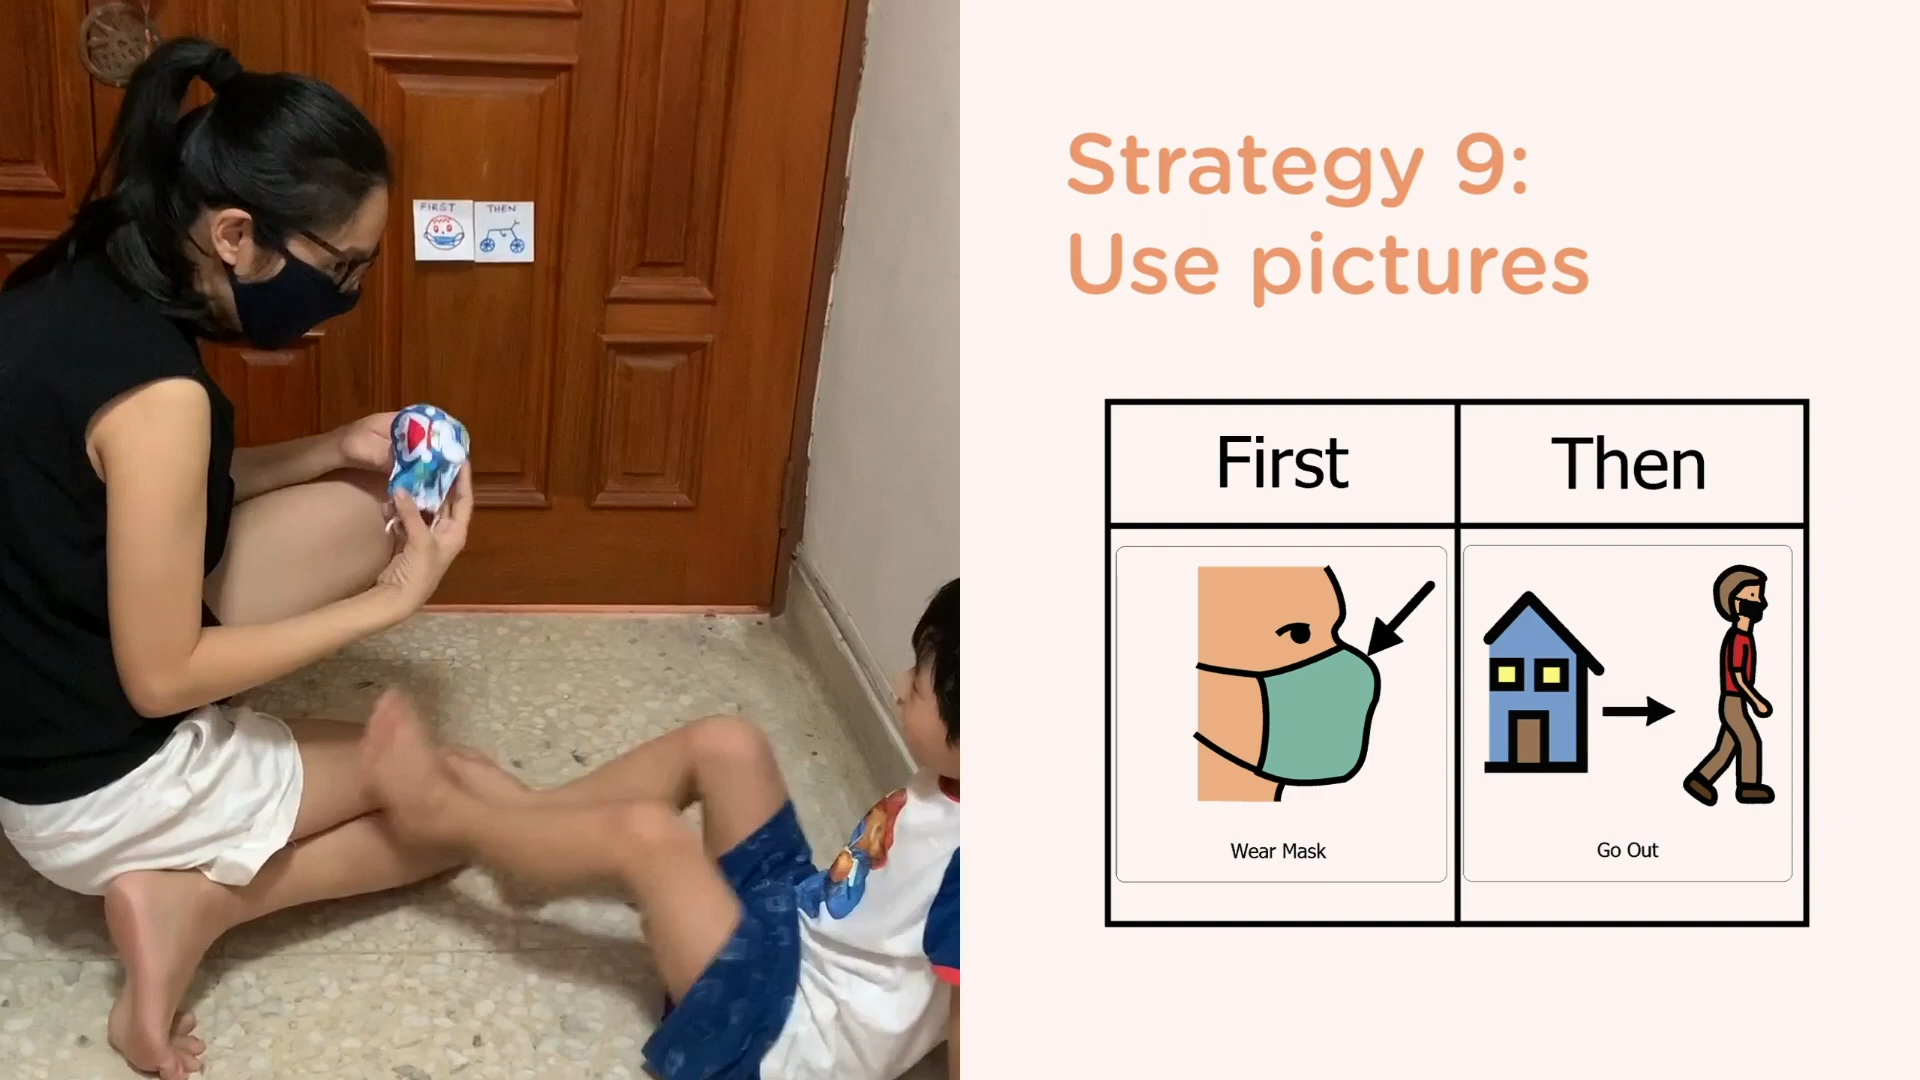 FIRST
THEN
Strategy 9:
Use pictures
First
Then
Wear Mask
Go Out